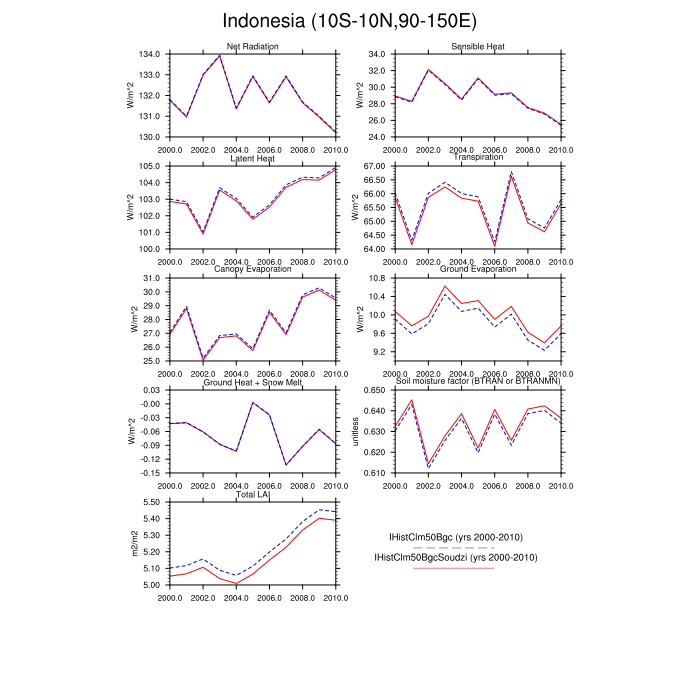 Indonesia (10S-10N,90-150E)
Net Radiation
Sensible Heat
134.0
133.0
132.0
131.0
130.0
W/m^2
2000.0 2002.0 2004.0 2006.0 2008.0 2010.0
34.0
32.0
30.0
28.0
26.0
24.0
W/m^2
2000.0 2002.0 2004.0 2006.0 2008.0 2010.0
Latent Heat
Transpiration
105.0
104.0
103.0
102.0
101.0
100.0
W/m^2
2000.0 2002.0 2004.0 2006.0 2008.0 2010.0
67.00
66.00
65.00
65.00
64.00
64.00
W/m^2
2000.0 2002.0 2004.0 2006.0 2008.0 2010.0
Canopy Evaporation
Ground Evaporation
31.0
30.0
29.0
28.0
27.0
26.0
25.0
W/m^2
2000.0 2002.0 2004.0 2006.0 2008.0 2010.0
10.8
10.4
10.0
9.6
9.2
W/m^2
2000.0 2002.0 2004.0 2006.0 2008.0 2010.0
Ground Heat + Snow Melt
Soil moisture factor (BTRAN or BTRANMN)
0.03
-0.00
-0.03
-0.06
-0.09
-0.12
-0.15
W/m^2
2000.0 2002.0 2004.0 2006.0 2008.0 2010.0
0.650
0.640
0.630
0.620
0.610
unitless
2000.0 2002.0 2004.0 2006.0 2008.0 2010.0
Total LAI
5.50
5.40
5.30
5.20
5.10
5.00
m2/m2
2000.0 2002.0 2004.0 2006.0 2008.0 2010.0
IHistClm50Bgc (yrs 2000-2010)
IHistClm50BgcSoudzi (yrs 2000-2010)